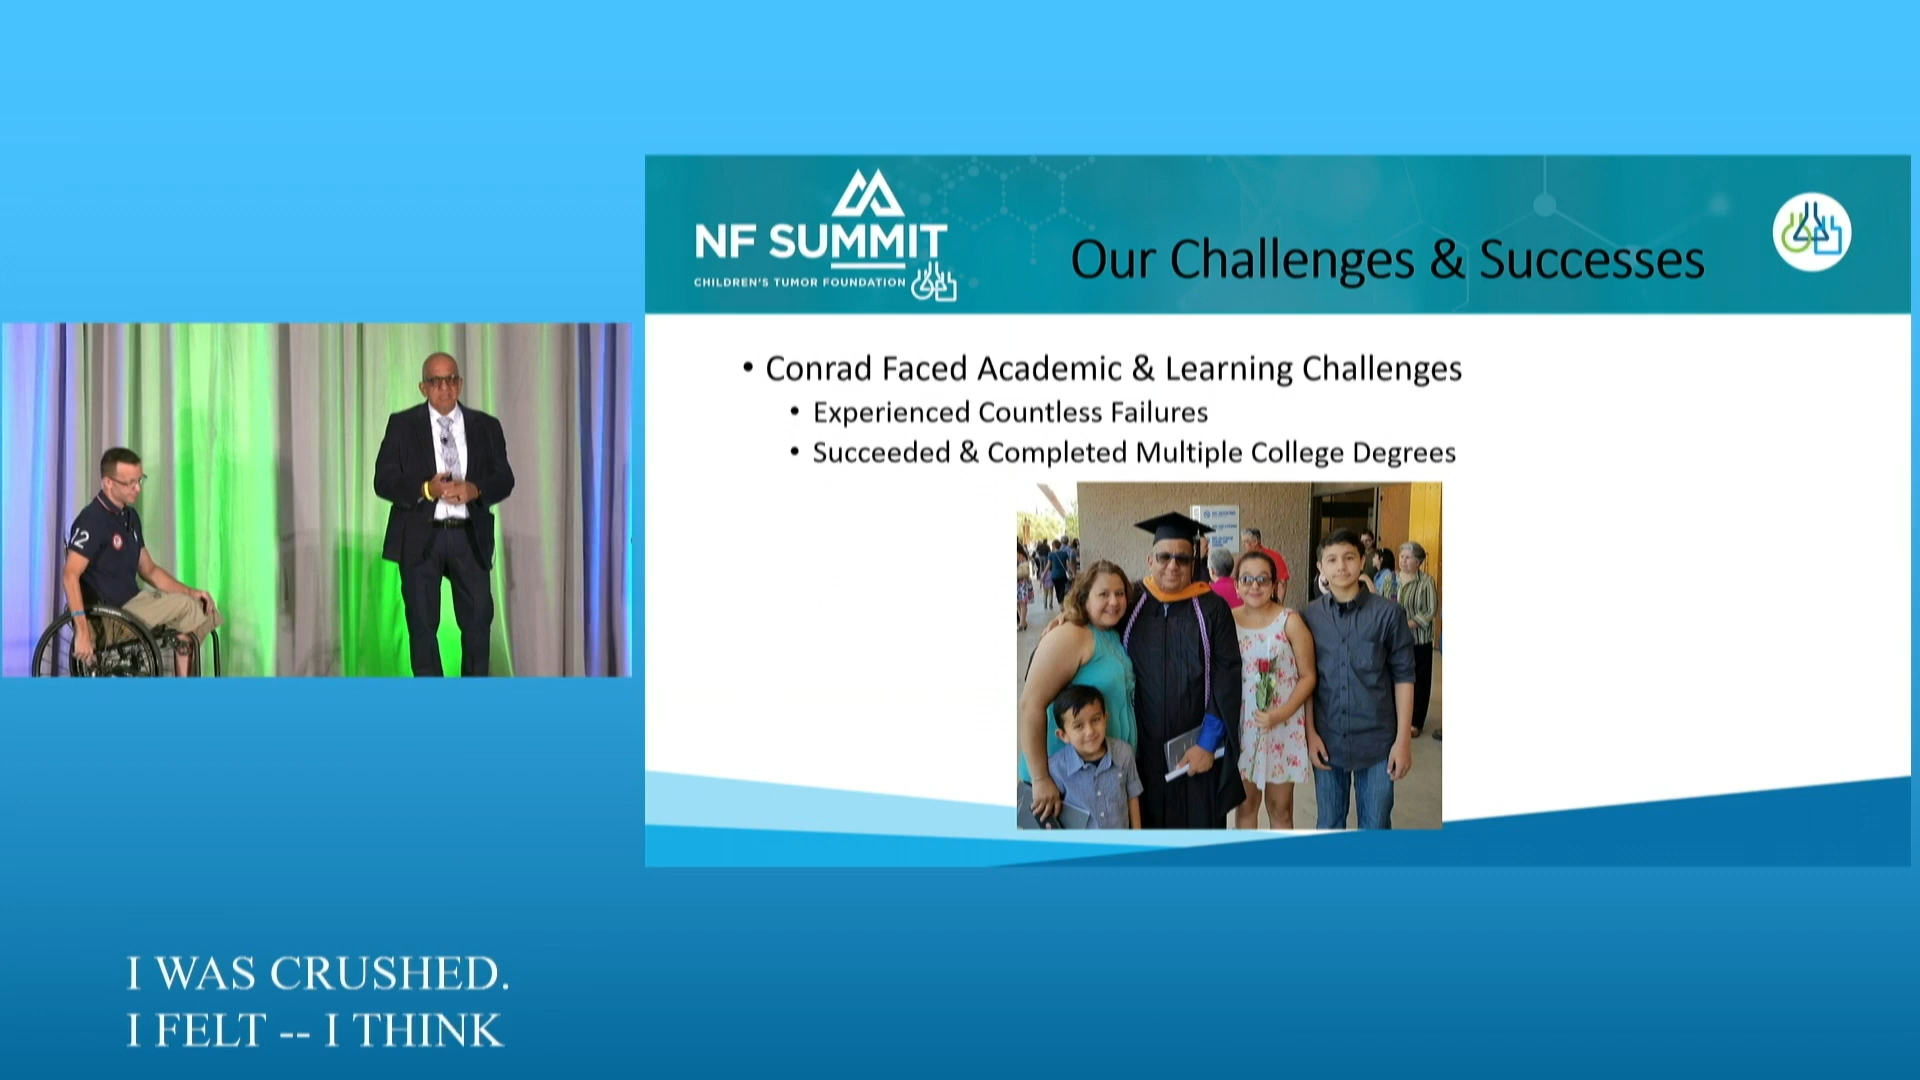 NF SUMMIT
CHILDREN'S TUMOR FOUNDATION
Our Challenges & Successes
• Conrad Faced Academic & Learning Challenges
• Experienced Countless Failures
• Succeeded & Completed Multiple College Degrees
12
I WAS CRUSHED.
I FELT -- I THINK